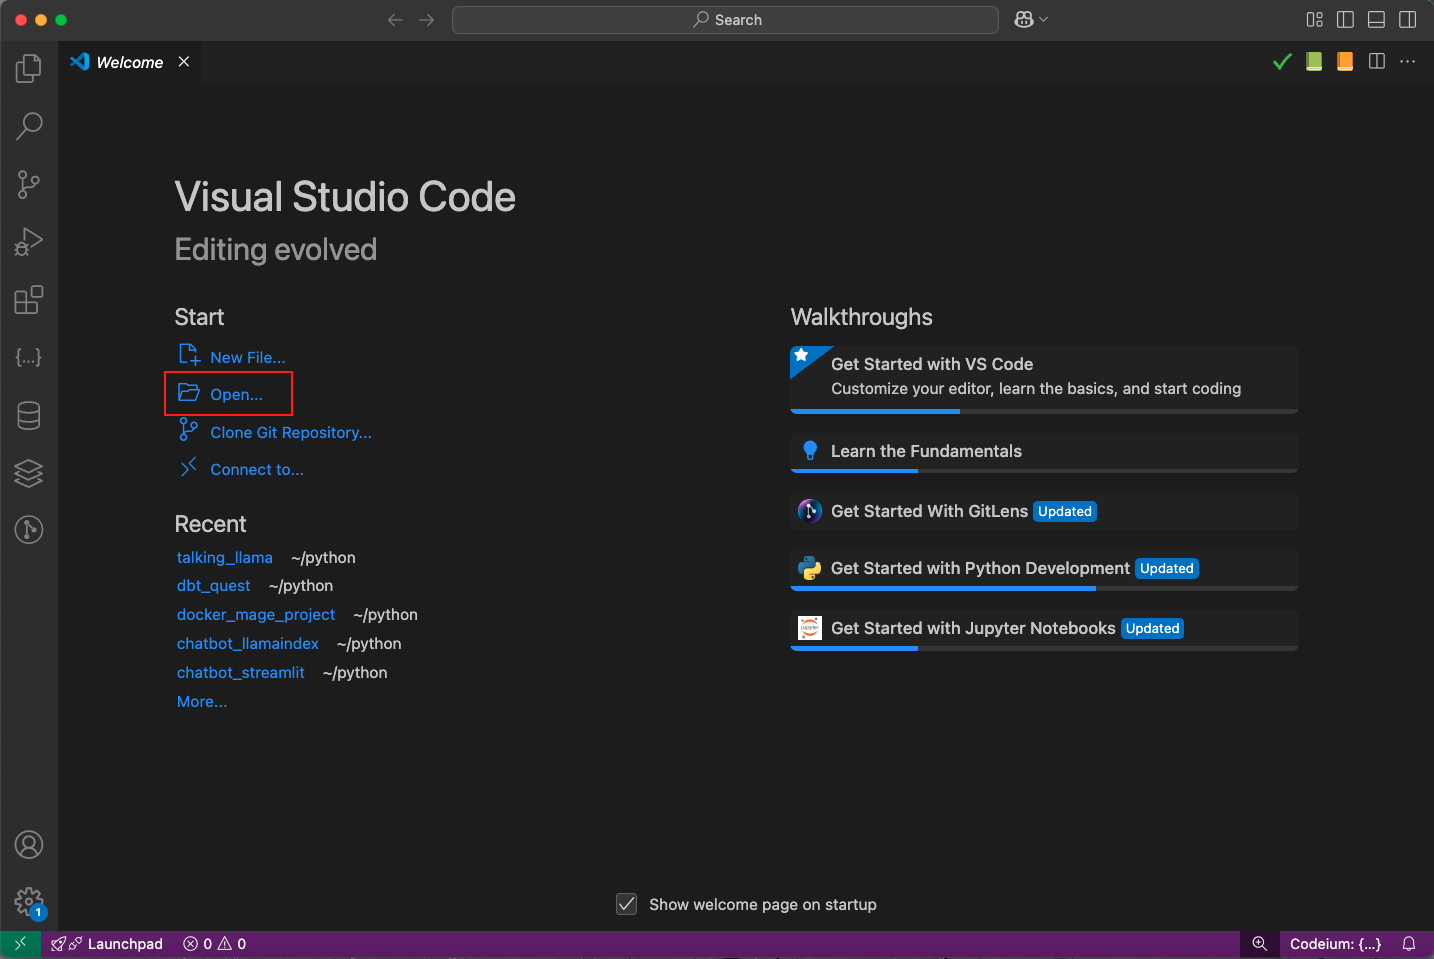 Search
Welcome
Visual Studio Code
Editing evolved
Start
New File...
Open...
Clone Git Repository...
Connect to...
Recent
talking_llama ~/python
dbt_quest ~/python
docker_mage_project ~/python
chatbot_llamaindex ~/python
chatbot_streamlit ~/python
More...
Walkthroughs
Get Started with VS Code
Customize your editor, learn the basics, and start coding
Learn the Fundamentals
Get Started With GitLens Updated
Get Started with Python Development Updated
jupyter
Get Started with Jupyter Notebooks Updated
Show welcome page on startup
1
Launchpad 0 0 Codeium: {...}